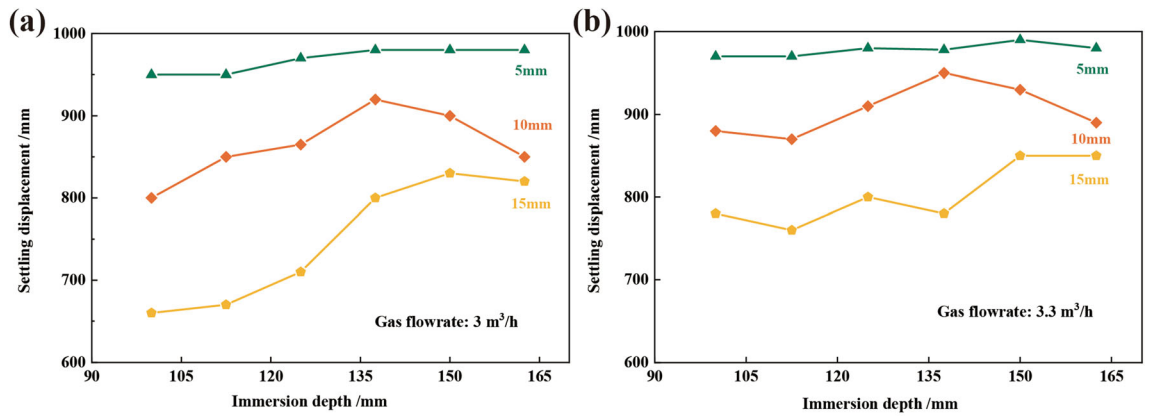 (a)
1000
900
800
700
600
Settling displacement /mm
5mm
10mm
15mm
Gas flowrate: 3 m³/h
90
105
120
135
150
165
Immersion depth /mm
(b)
1000
900
800
700
600
Settling displacement /mm
5mm
10mm
15mm
Gas flowrate: 3.3 m³/h
90
105
120
135
150
165
Immersion depth /mm